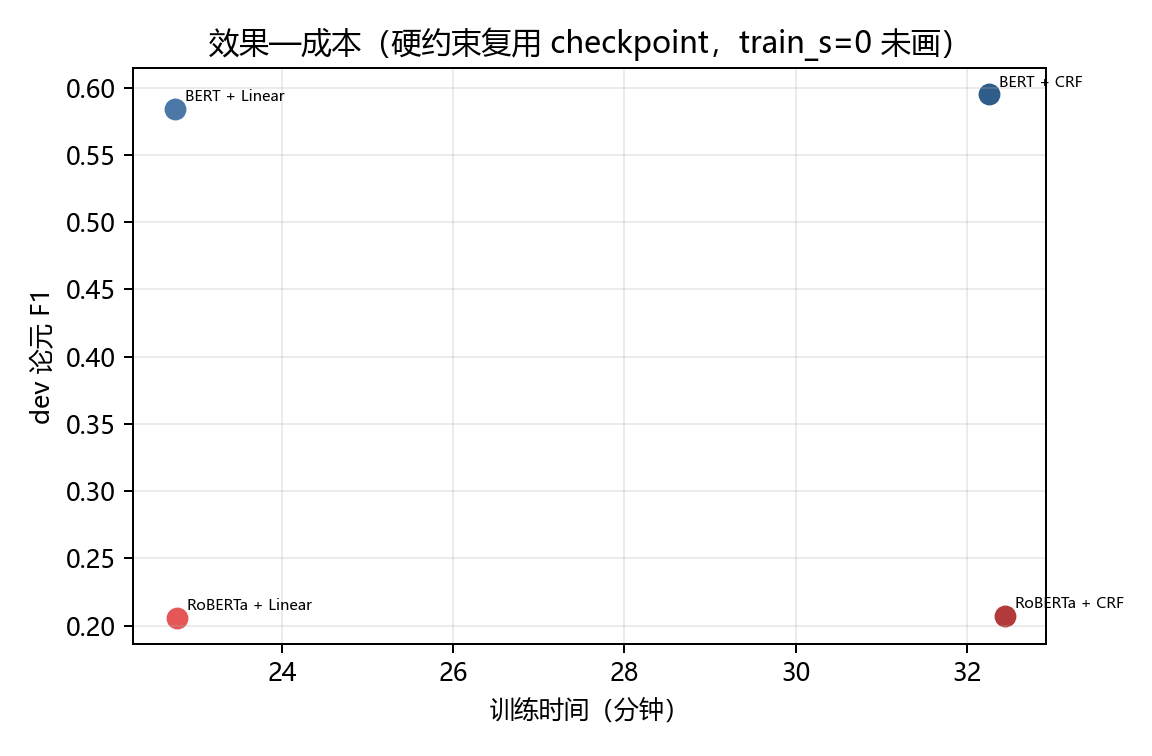 效果—成本（硬约束复用 checkpoint，train_s=0 未画）
0.60
0.55
0.50
0.45
0.40
0.35
0.30
0.25
0.20
dev 论元 F1
BERT + Linear
BERT + CRF
RoBERTa + Linear
RoBERTa + CRF
24 26 28 30 32
训练时间（分钟）